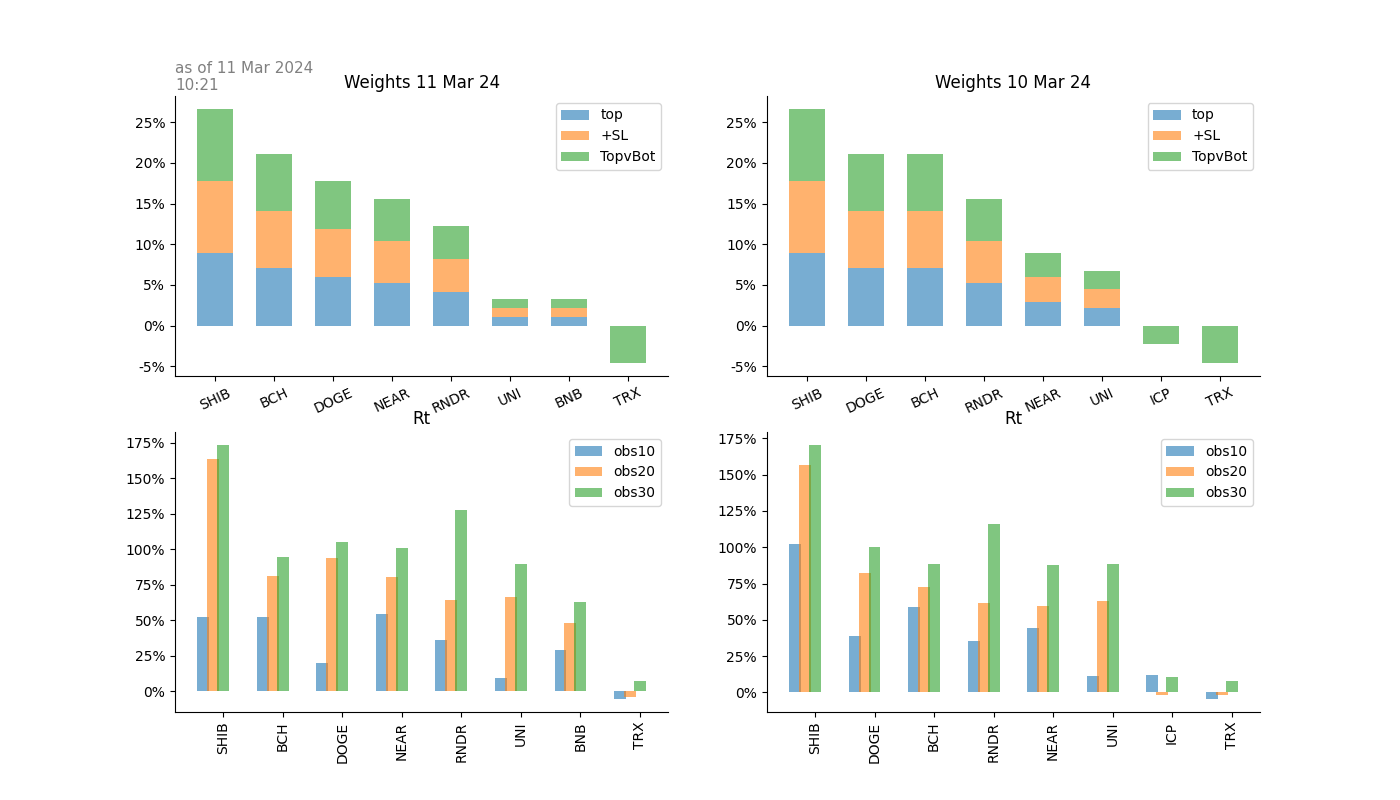 as of 11 Mar 2024
10:21
Weights 11 Mar 24
25%
20%
15%
10%
5%
0%
-5%
top
+SL
TopvBot
SHIB
BCH
DOGE
NEAR
RNDR
UNI
BNB
TRX
Weights 10 Mar 24
25%
20%
15%
10%
5%
0%
-5%
top
+SL
TopvBot
SHIB
DOGE
BCH
RNDR
NEAR
UNI
ICP
TRX
Rt
175%
150%
125%
100%
75%
50%
25%
0%
obs10
obs20
obs30
SHIB
BCH
DOGE
NEAR
RNDR
UNI
BNB
TRX
Rt
175%
150%
125%
100%
75%
50%
25%
0%
obs10
obs20
obs30
SHIB
DOGE
BCH
RNDR
NEAR
UNI
ICP
TRX